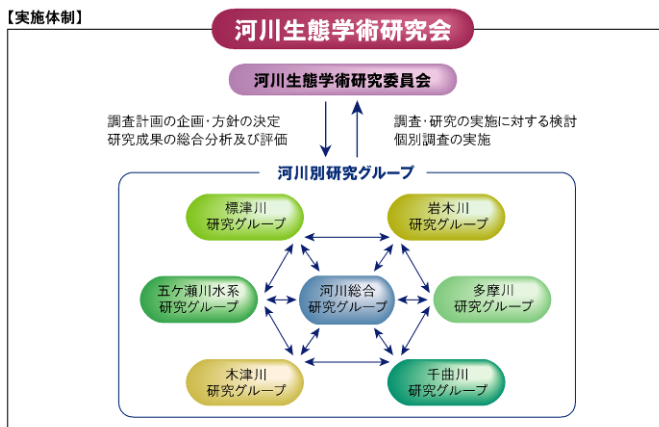 【実施体制】
河川生態学術研究会
河川生態学術研究委員会
調査計画の企画・方針の決定
研究成果の総合分析及び評価
調査・研究の実施に対する検討
個別調査の実施
河川別研究グループ
標津川
研究グループ
岩木川
研究グループ
五ケ瀬川水系
研究グループ
河川総合
研究グループ
多摩川
研究グループ
木津川
研究グループ
千曲川
研究グループ